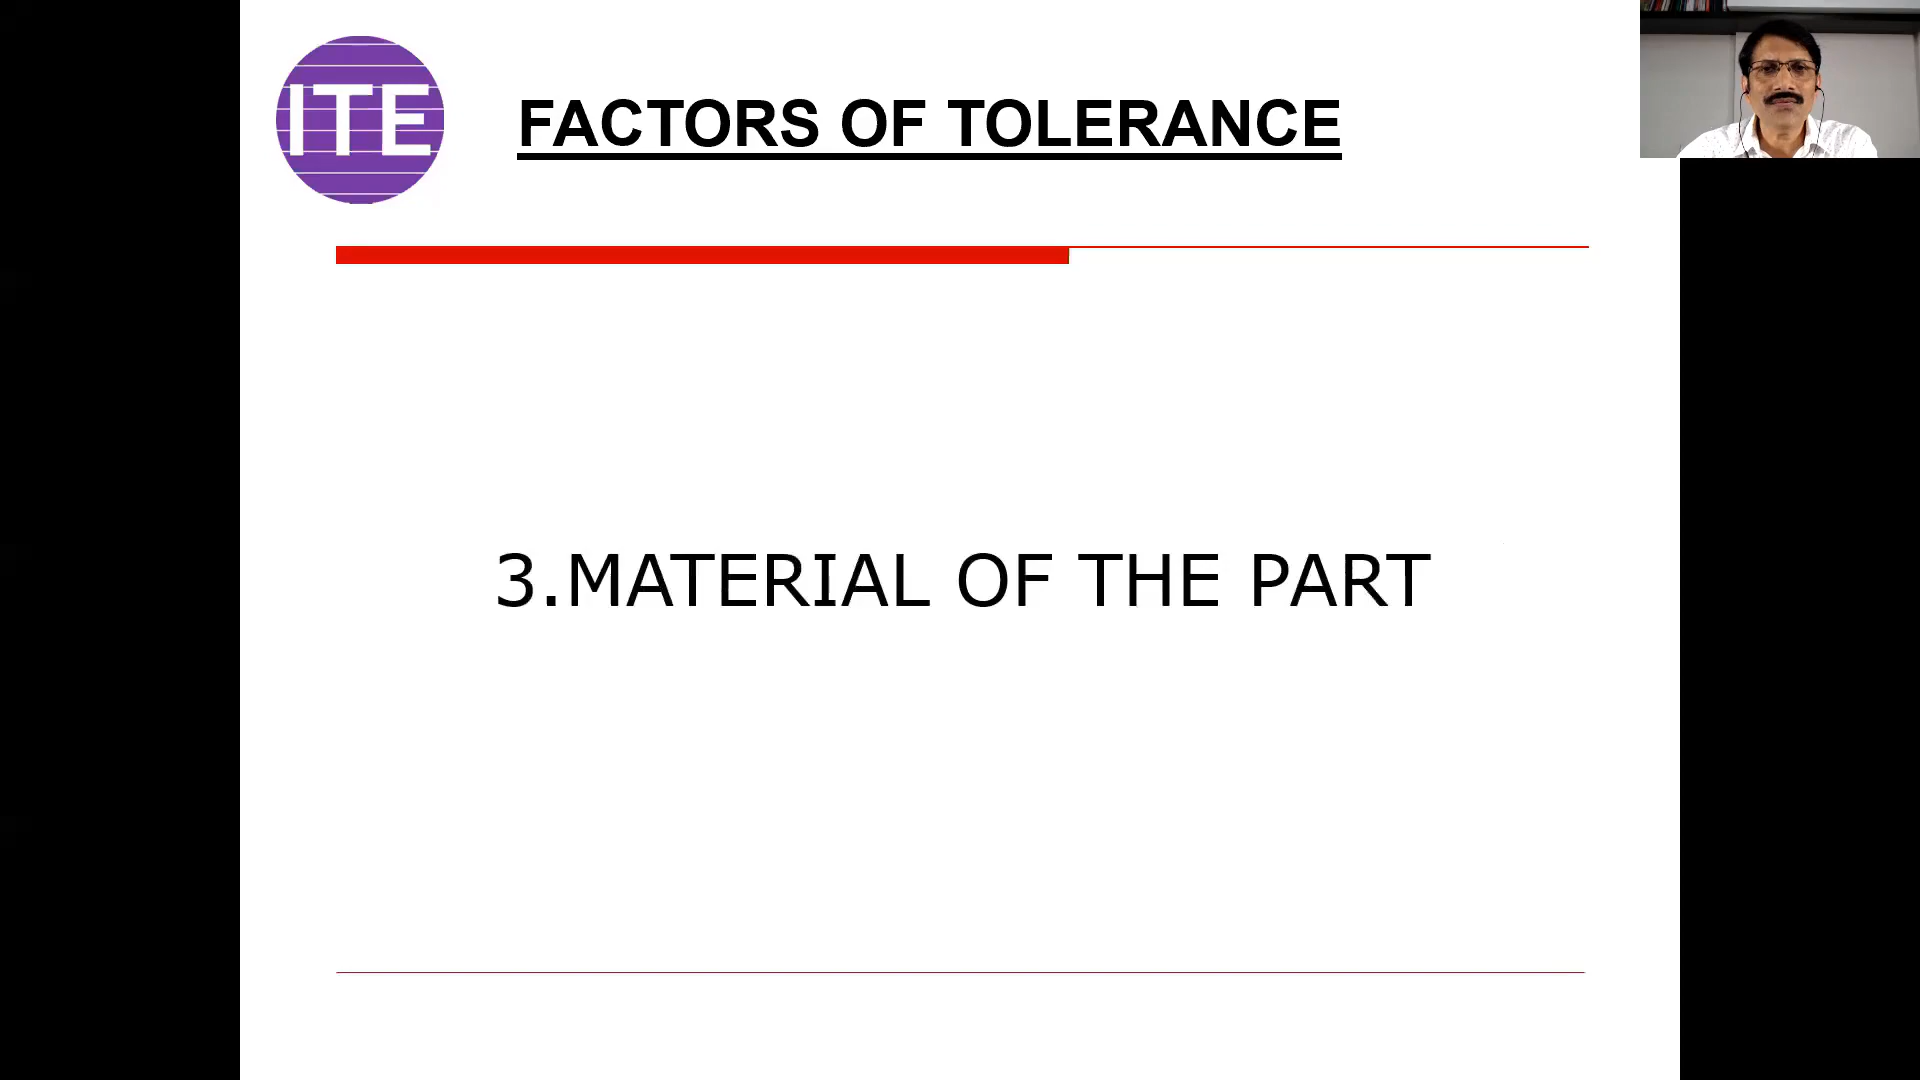 ITE
FACTORS OF TOLERANCE
3.MATERIAL OF THE PART